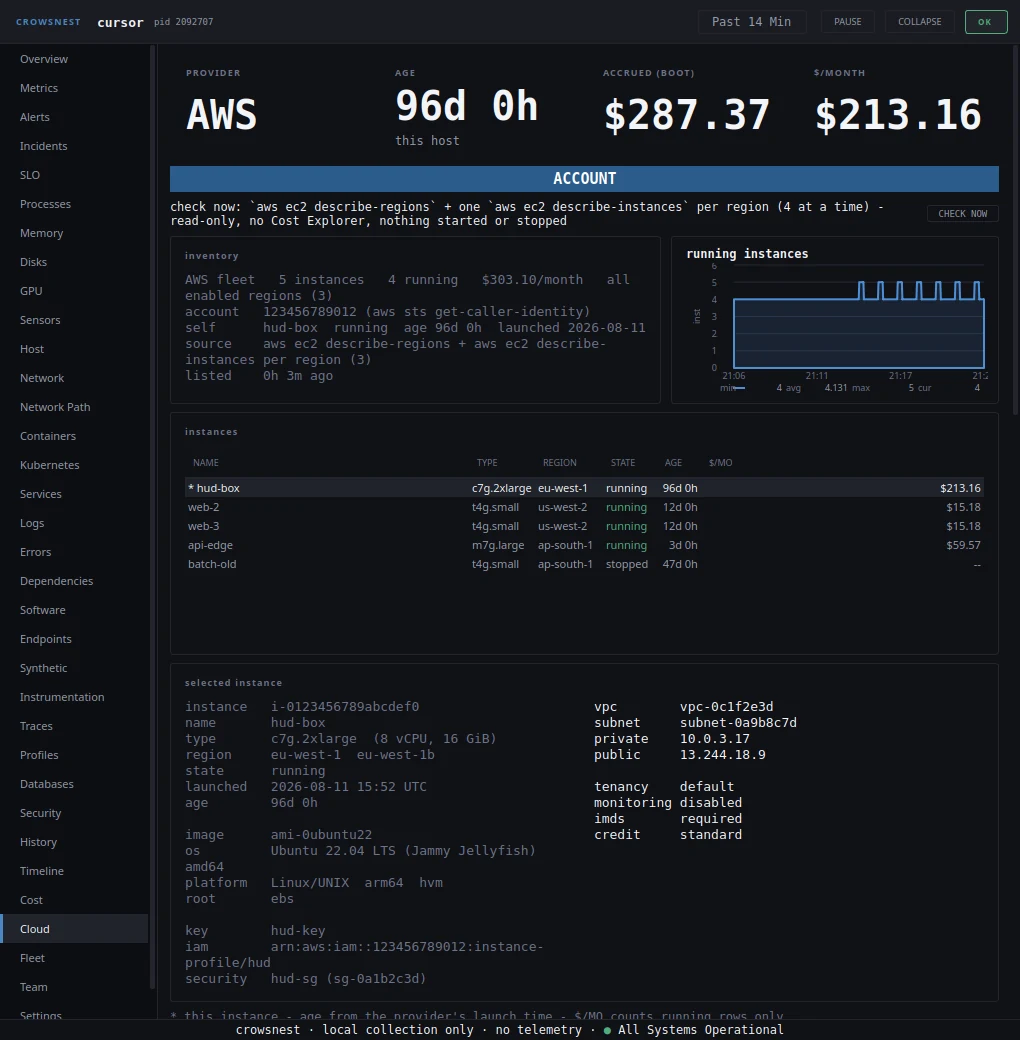 CROWSNEST cursor pid 2092707 Past 14 Min PAUSE COLLAPSE OK
Overview
Metrics
Alerts
Incidents
SLO
Processes
Memory
Disks
GPU
Sensors
Host
Network
Network Path
Containers
Kubernetes
Services
Logs
Errors
Dependencies
Software
Endpoints
Synthetic
Instrumentation
Traces
Profiles
Databases
Security
History
Timeline
Cost
Cloud
Fleet
Team
Settings
PROVIDER AGE ACCRUED (BOOT) $/MONTH
AWS 96d 0h $287.37 $213.16
this host
ACCOUNT
check now: `aws ec2 describe-regions` + one `aws ec2 describe-instances` per region (4 at a time) -
read-only, no Cost Explorer, nothing started or stopped
CHECK NOW
inventory
AWS fleet 5 instances 4 running $303.10/month all
enabled regions (3)
account 123456789012 (aws sts get-caller-identity)
self hud-box running age 96d 0h launched 2026-08-11
source aws ec2 describe-regions + aws ec2 describe-
instances per region (3)
listed 0h 3m ago
running instances
6
5
4
3
2
1
0
inst
21:06 21:11 21:17 21:2
min 4 avg 4.131 max 5 cur 4
instances
NAME TYPE REGION STATE AGE $/MO
* hud-box c7g.2xlarge eu-west-1 running 96d 0h $213.16
web-2 t4g.small us-west-2 running 12d 0h $15.18
web-3 t4g.small us-west-2 running 12d 0h $15.18
api-edge m7g.large ap-south-1 running 3d 0h $59.57
batch-old t4g.small ap-south-1 stopped 47d 0h --
selected instance
instance i-0123456789abcdef0
name hud-box
type c7g.2xlarge (8 vCPU, 16 GiB)
region eu-west-1 eu-west-1b
state running
launched 2026-08-11 15:52 UTC
age 96d 0h
image ami-0ubuntu22
os Ubuntu 22.04 LTS (Jammy Jellyfish)
amd64
platform Linux/UNIX arm64 hvm
root ebs
key hud-key
iam arn:aws:iam::123456789012:instance-
profile/hud
security hud-sg (sg-0a1b2c3d)
vpc vpc-0c1f2e3d
subnet subnet-0a9b8c7d
private 10.0.3.17
public 13.244.18.9
tenancy default
monitoring disabled
imds required
credit standard
* this instance - age from the provider's launch time - $/MO counts running rows only
crowsnest · local collection only · no telemetry · ● All Systems Operational